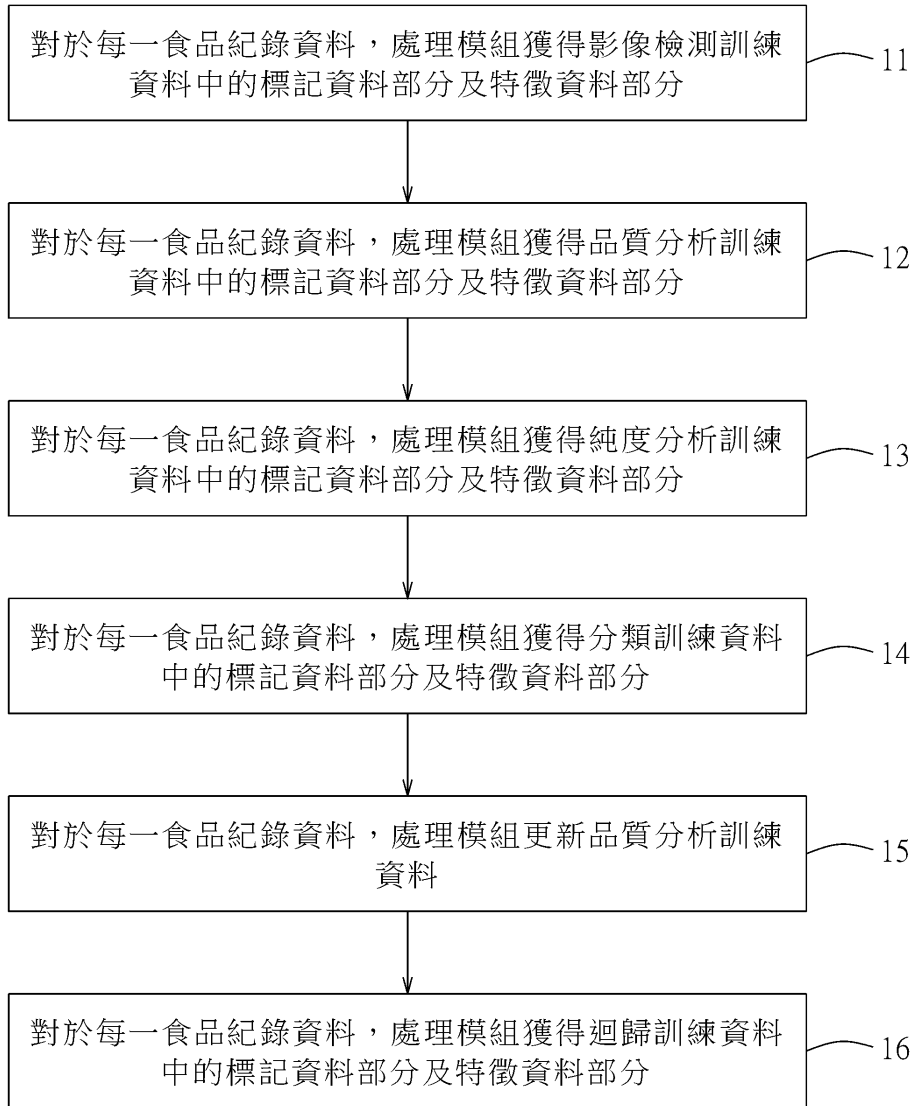 對於每一食品紀錄資料，處理模組獲得影像檢測訓練
資料中的標記資料部分及特徵資料部分
11
對於每一食品紀錄資料，處理模組獲得品質分析訓練
資料中的標記資料部分及特徵資料部分
12
對於每一食品紀錄資料，處理模組獲得純度分析訓練
資料中的標記資料部分及特徵資料部分
13
對於每一食品紀錄資料，處理模組獲得分類訓練資料
中的標記資料部分及特徵資料部分
14
對於每一食品紀錄資料，處理模組更新品質分析訓練
資料
15
對於每一食品紀錄資料，處理模組獲得迴歸訓練資料
中的標記資料部分及特徵資料部分
16